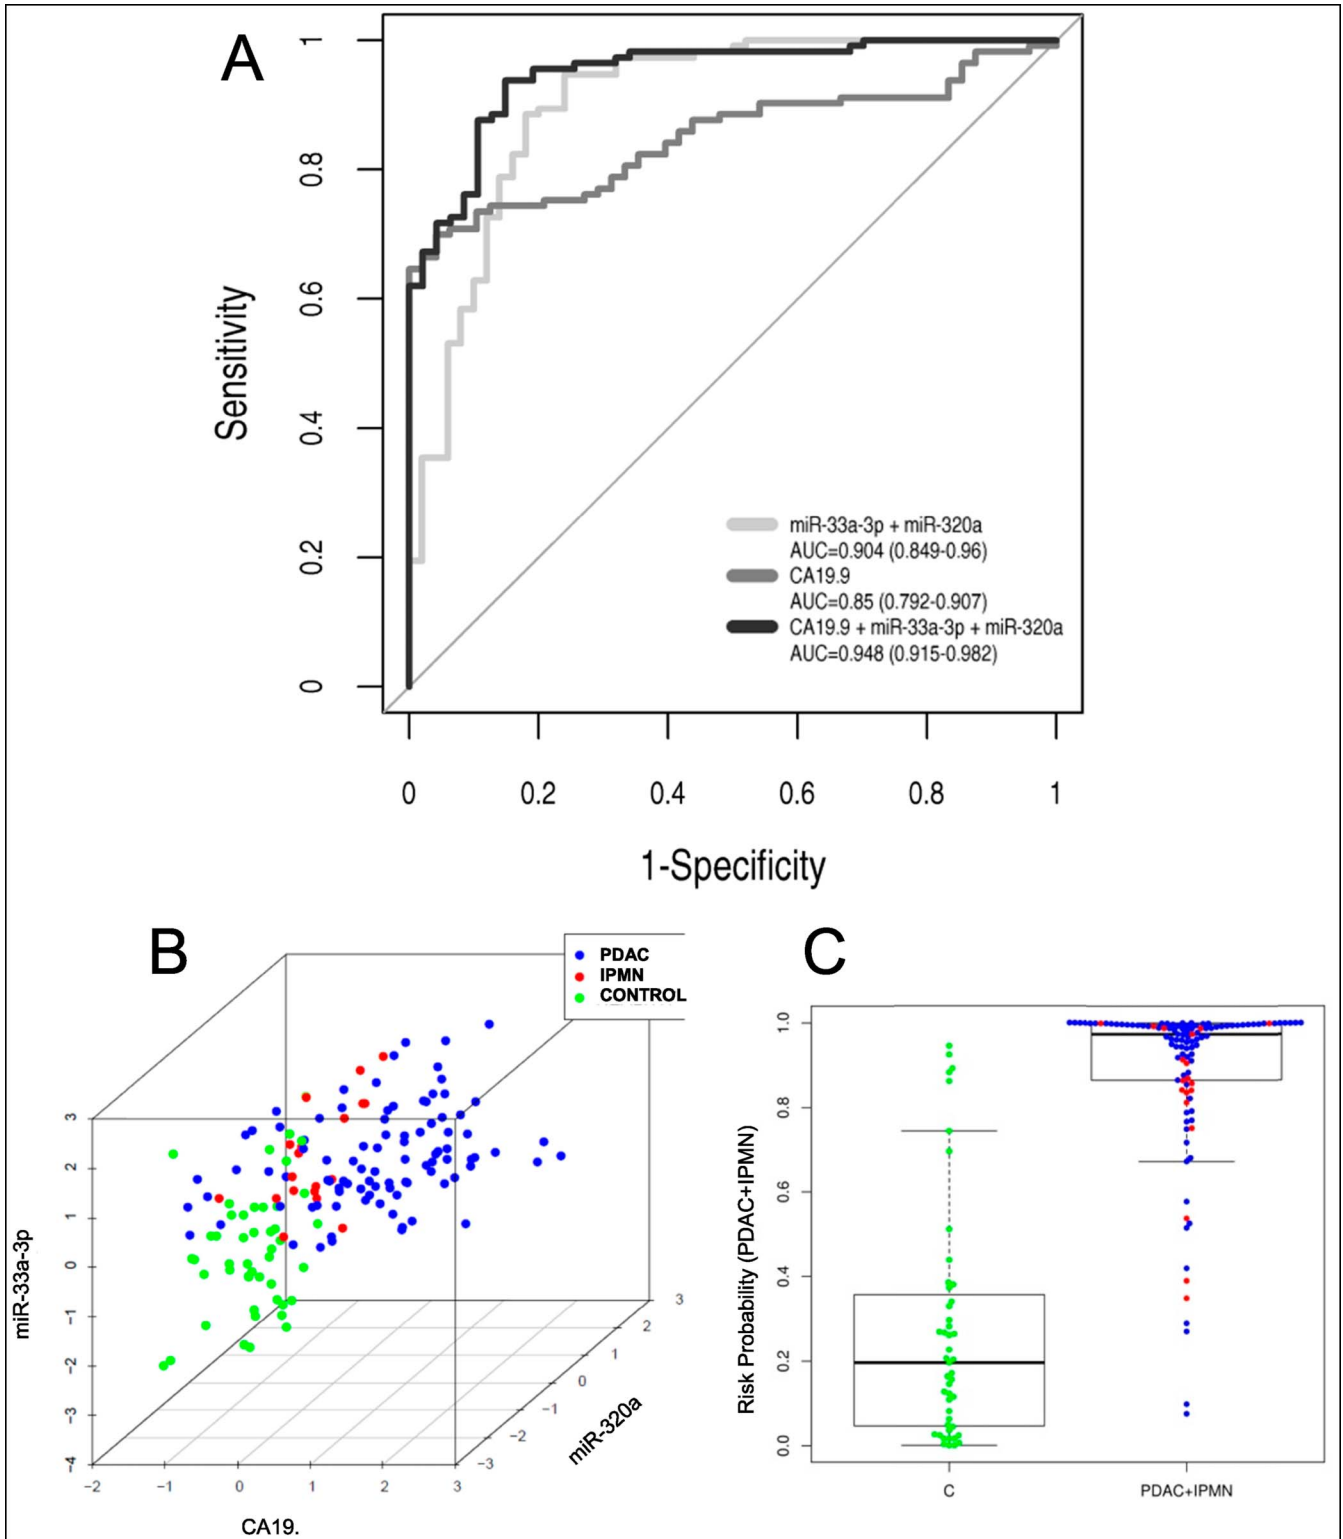 A
1
0.8
0.6
0.4
0.2
0
Sensitivity
miR-33a-3p + miR-320a
AUC=0.904 (0.849-0.96)
CA19.9
AUC=0.85 (0.792-0.907)
CA19.9 + miR-33a-3p + miR-320a
AUC=0.948 (0.915-0.982)
0 0.2 0.4 0.6 0.8 1
1-Specificity
B
PDAC
IPMN
CONTROL
3
2
1
0
−1
−2
−3
−4
miR-33a-3p
−2 −1 0 1 2 3
CA19.
3
2
1
0
−1
−2
−3
miR-320a
C
1.0
0.8
0.6
0.4
0.2
0.0
Risk Probability (PDAC+IPMN)
C PDAC+IPMN